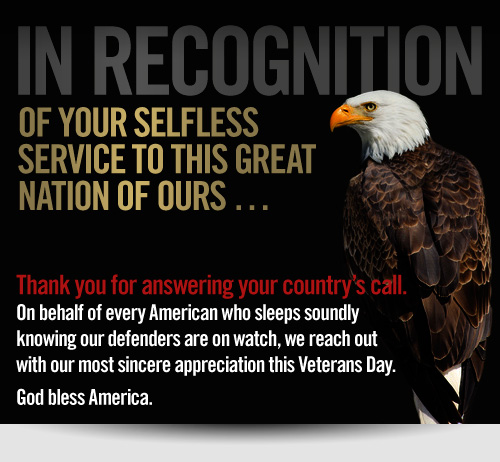 IN RECOGNITION
OF YOUR SELFLESS
SERVICE TO THIS GREAT
NATION OF OURS ...
Thank you for answering your country's call.
On behalf of every American who sleeps soundly
knowing our defenders are on watch, we reach out
with our most sincere appreciation this Veterans Day.
God bless America.